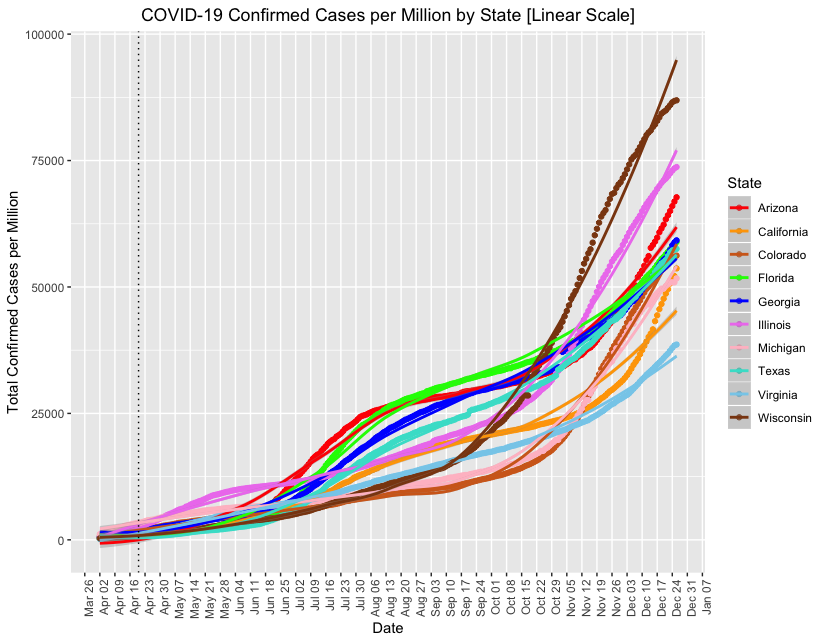 COVID-19 Confirmed Cases per Million by State [Linear Scale]
100000
75000
50000
25000
0
Total Confirmed Cases per Million
Mar 26
Apr 02
Apr 09
Apr 16
Apr 23
Apr 30
May 07
May 14
May 21
May 28
Jun 04
Jun 11
Jun 18
Jun 25
Jul 02
Jul 09
Jul 16
Jul 23
Jul 30
Aug 06
Aug 13
Aug 20
Aug 27
Sep 03
Sep 10
Sep 17
Sep 24
Oct 01
Oct 08
Oct 15
Oct 22
Oct 29
Nov 05
Nov 12
Nov 19
Nov 26
Dec 03
Dec 10
Dec 17
Dec 24
Dec 31
Jan 07
Date
State
Arizona
California
Colorado
Florida
Georgia
Illinois
Michigan
Texas
Virginia
Wisconsin